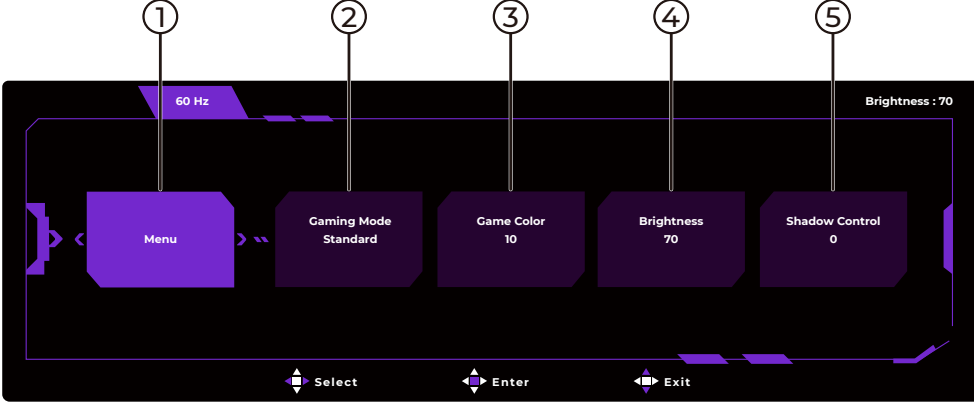 ① ② ③ ④ ⑤
60 Hz
Brightness : 70
Menu
Gaming Mode
Standard
Game Color
10
Brightness
70
Shadow Control
0
Select
Enter
Exit